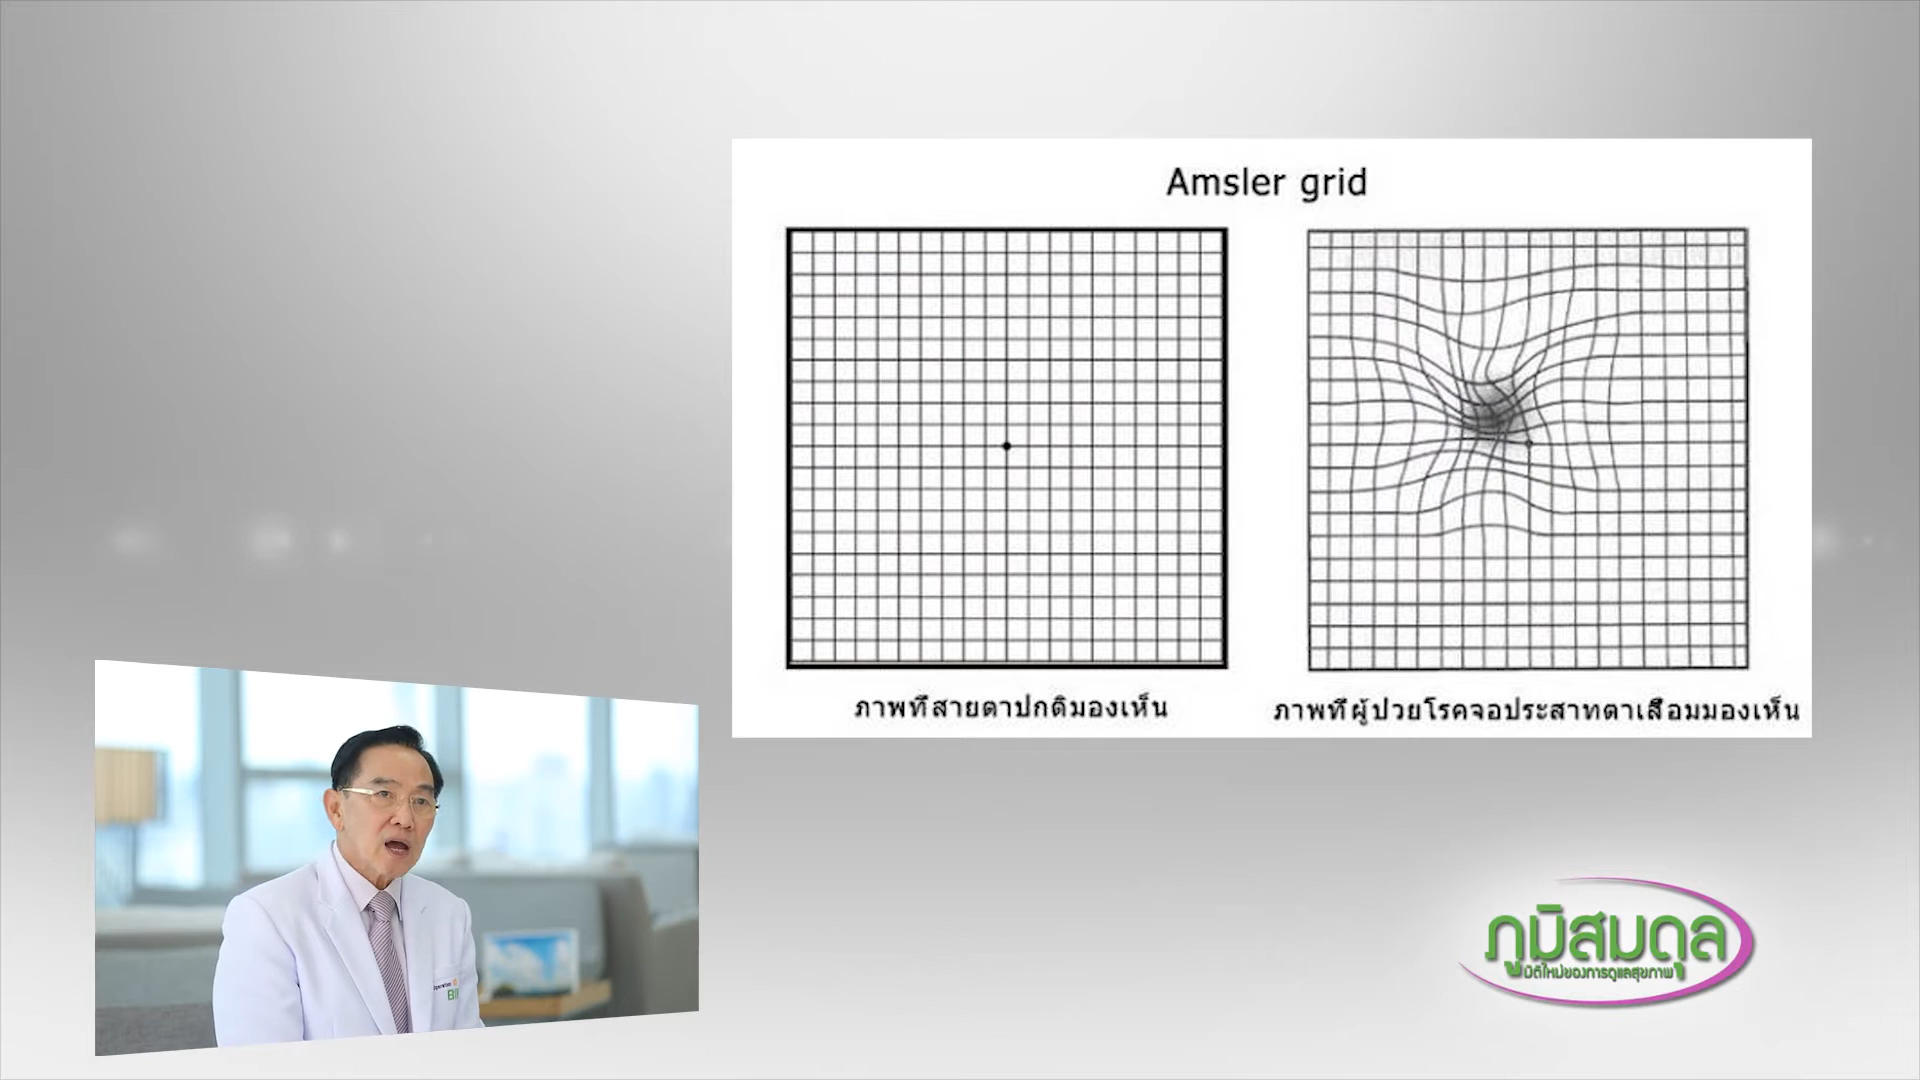 Amsler grid
ภาพที่สายตาปกติมองเห็น
ภาพที่ผู้ป่วยโรคจอประสาทตาเสื่อมมองเห็น
ภูมิสมดุล
มิติใหม่ของการดูแลสุขภาพ